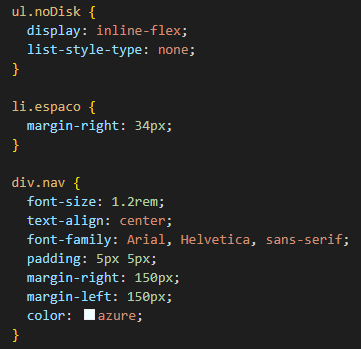 ul.noDisk {
  display: inline-flex;
  list-style-type: none;
}

li.espaco {
  margin-right: 34px;
}

div.nav {
  font-size: 1.2rem;
  text-align: center;
  font-family: Arial, Helvetica, sans-serif;
  padding: 5px 5px;
  margin-right: 150px;
  margin-left: 150px;
  color: azure;
}